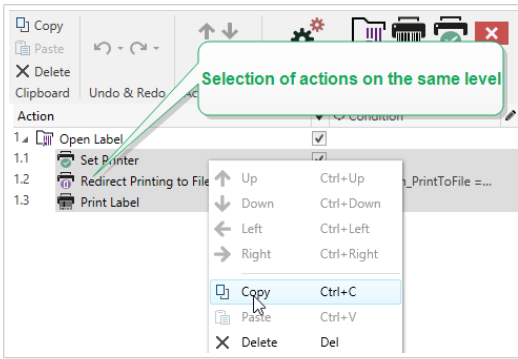 Copy
Paste
Delete
Clipboard
Undo & Redo
Selection of actions on the same level
Action
Condition
1 Open Label
1.1 Set Printer
1.2 Redirect Printing to File
_PrintToFile =...
1.3 Print Label
Up Ctrl+Up
Down Ctrl+Down
Left Ctrl+Left
Right Ctrl+Right
Copy Ctrl+C
Paste Ctrl+V
Delete Del